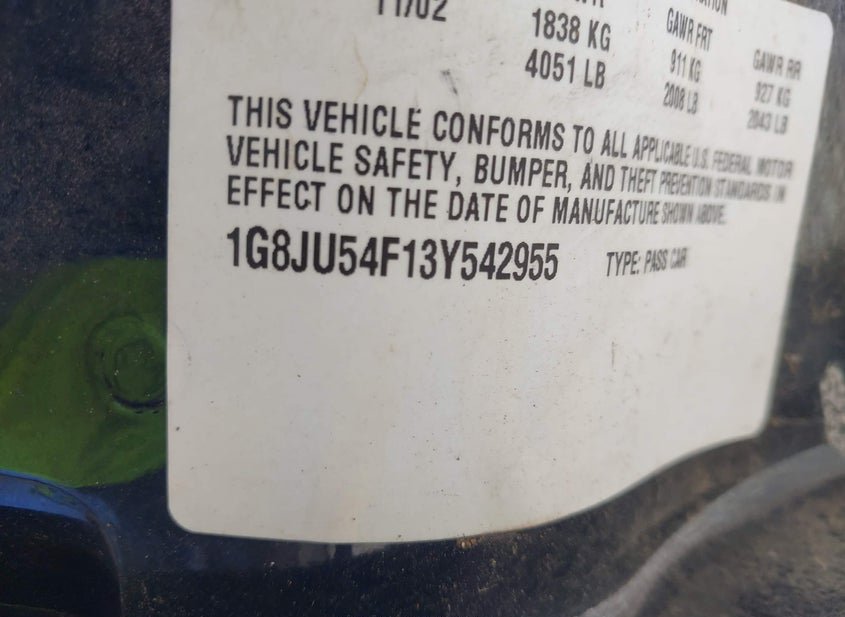 11/02
1838 KG
4051 LB
GAWR FRT
911 KG
2008 LB
GAWR RR
927 KG
2043 LB
THIS VEHICLE CONFORMS TO ALL APPLICABLE U.S. FEDERAL MOTOR
VEHICLE SAFETY, BUMPER, AND THEFT PREVENTION STANDARDS IN
EFFECT ON THE DATE OF MANUFACTURE SHOWN ABOVE.
1G8JU54F13Y542955 TYPE: PASS CAR